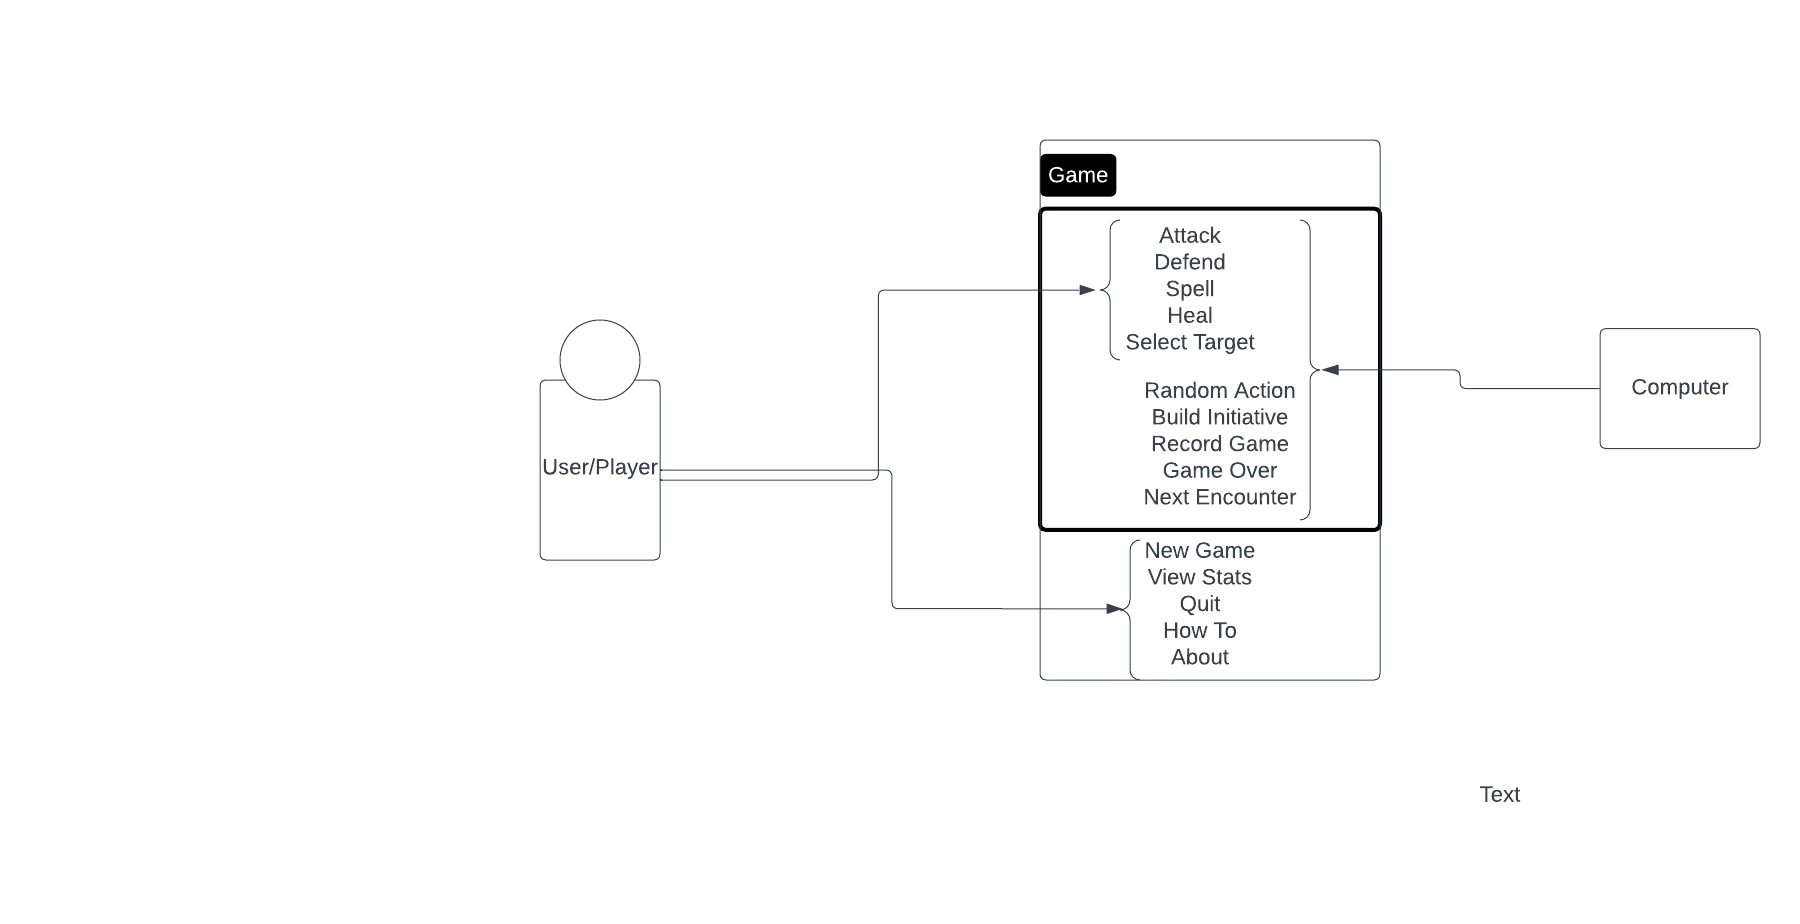 Game
Attack
Defend
Spell
Heal
Select Target
Random Action
Build Initiative
Record Game
Game Over
Next Encounter
New Game
View Stats
Quit
How To
About
User/Player
Computer
Text